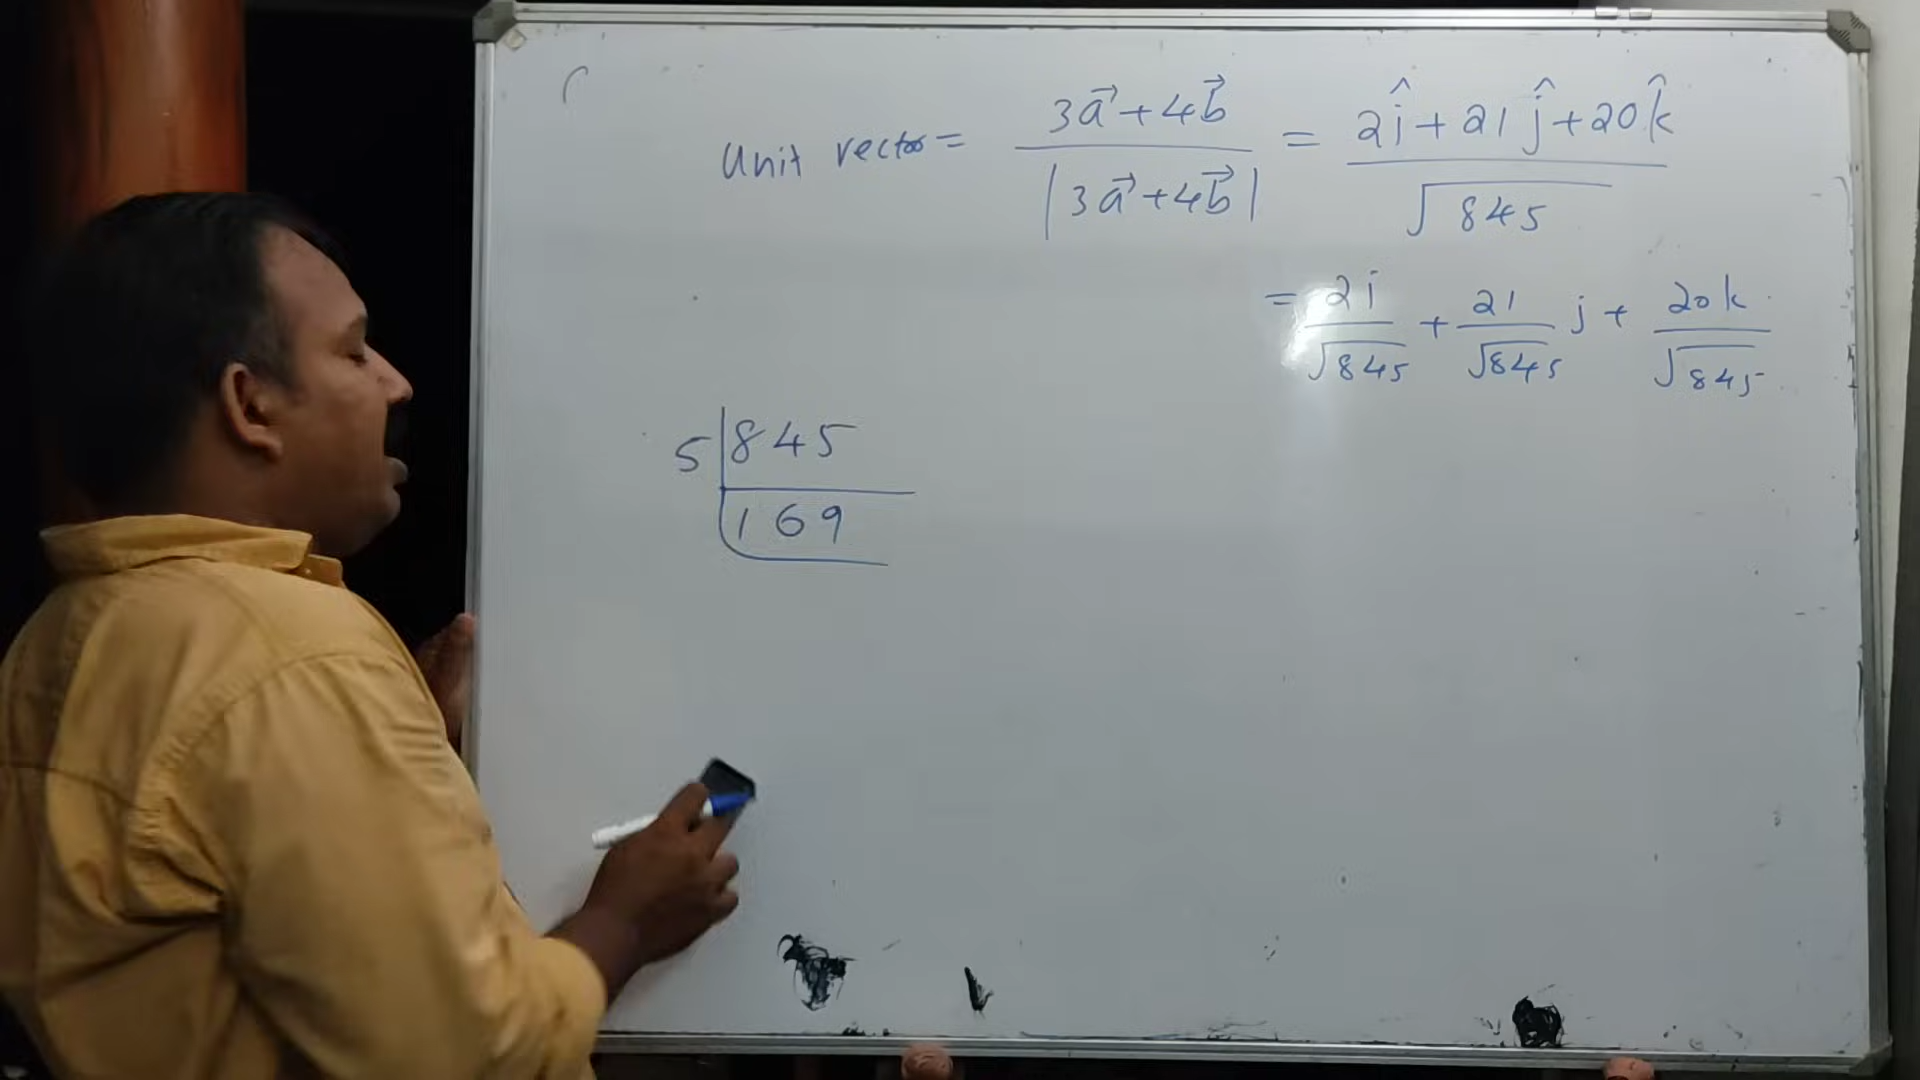 Unit vector = 3a⃗ + 4b⃗ / |3a⃗ + 4b⃗| = 2î + 21ĵ + 20k̂ / √845
= 2i/√845 + 21/√845 j + 20k/√845
5 | 845
169